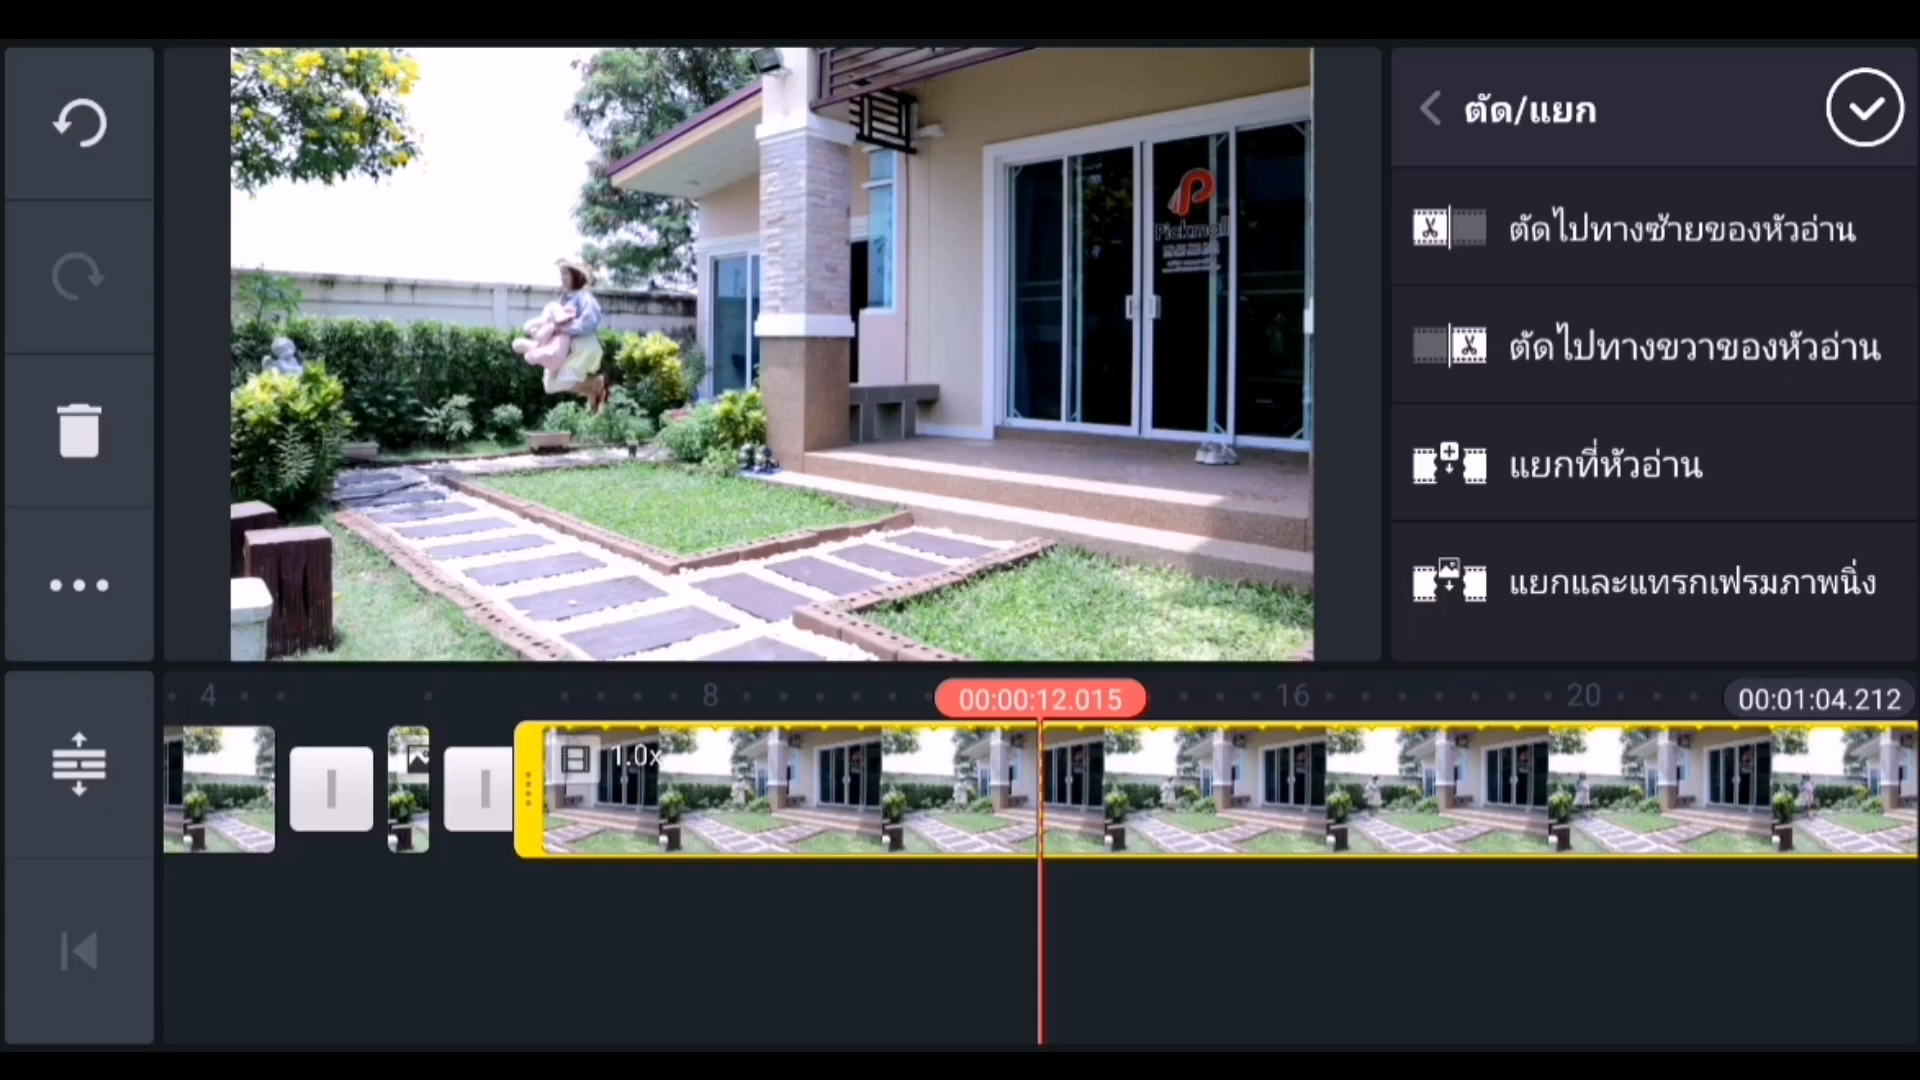 ตัด/แยก
ตัดไปทางซ้ายของหัวอ่าน
ตัดไปทางขวาของหัวอ่าน
แยกที่หัวอ่าน
แยกและแทรกเฟรมภาพนิ่ง
Pickmall
4
8
00:00:12.015
16
20
00:01:04.212
1.0x